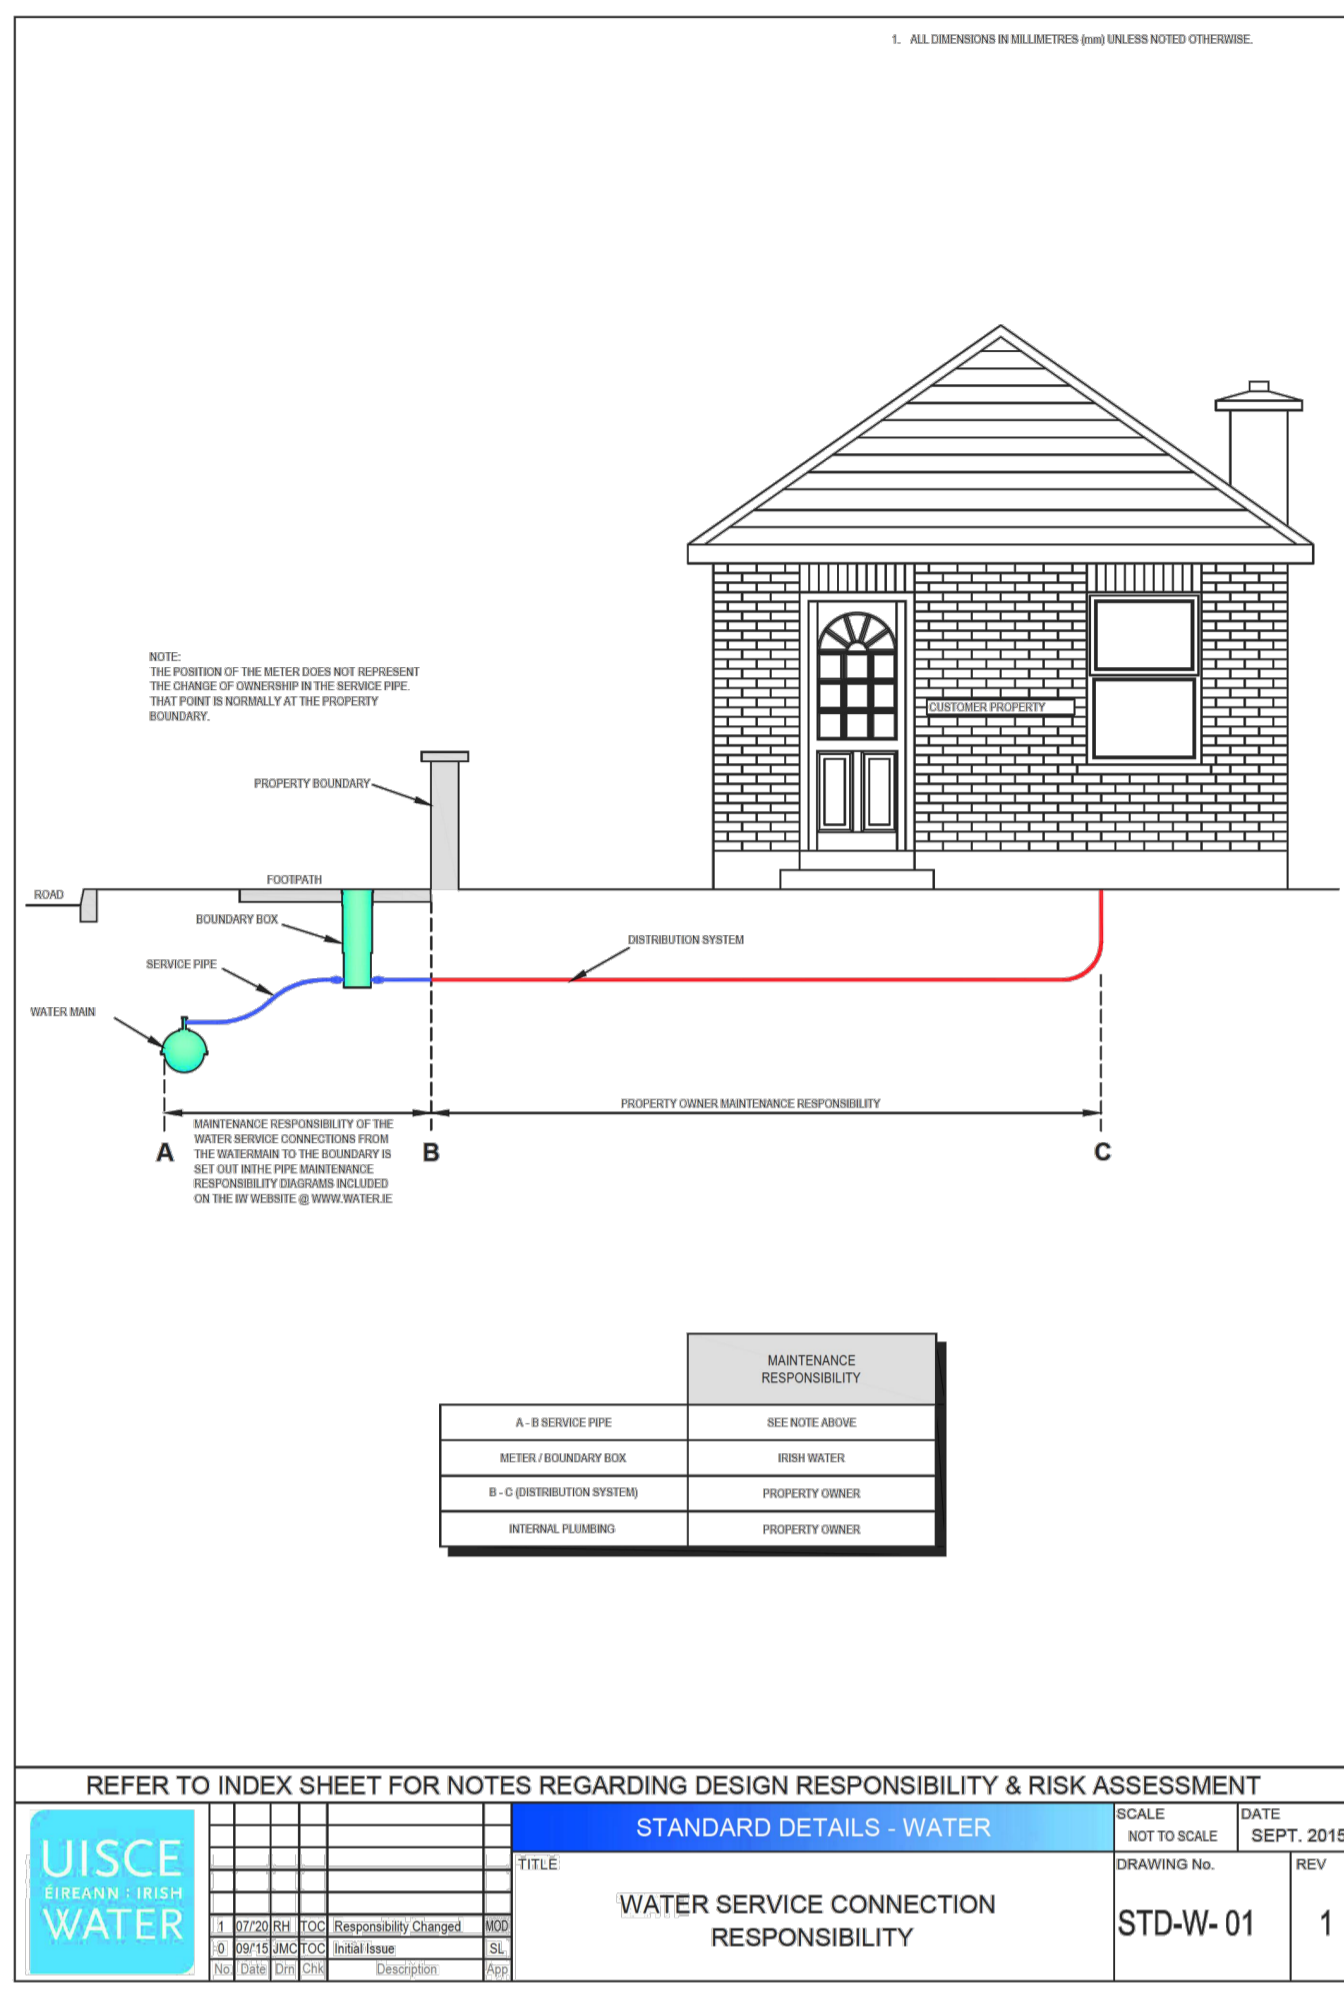 1. ALL DIMENSIONS IN MILLIMETRES (mm) UNLESS NOTED OTHERWISE.
NOTE:
THE POSITION OF THE METER DOES NOT REPRESENT
THE CHANGE OF OWNERSHIP IN THE SERVICE PIPE.
THAT POINT IS NORMALLY AT THE PROPERTY
BOUNDARY.
CUSTOMER PROPERTY
PROPERTY BOUNDARY
FOOTPATH
ROAD
BOUNDARY BOX
DISTRIBUTION SYSTEM
SERVICE PIPE
WATER MAIN
PROPERTY OWNER MAINTENANCE RESPONSIBILITY
MAINTENANCE RESPONSIBILITY OF THE
WATER SERVICE CONNECTIONS FROM
THE WATERMAIN TO THE BOUNDARY IS
SET OUT INTHE PIPE MAINTENANCE
RESPONSIBILITY DIAGRAMS INCLUDED
ON THE IW WEBSITE @ WWW.WATER.IE
A B C
MAINTENANCE
RESPONSIBILITY
A - B SERVICE PIPE SEE NOTE ABOVE
METER / BOUNDARY BOX IRISH WATER
B - C (DISTRIBUTION SYSTEM) PROPERTY OWNER
INTERNAL PLUMBING PROPERTY OWNER
REFER TO INDEX SHEET FOR NOTES REGARDING DESIGN RESPONSIBILITY & RISK ASSESSMENT
UISCE
ÉIREANN : IRISH
WATER
1 07/'20 RH TOC Responsibility Changed MOD
0 09/'15 JMC TOC Initial Issue SL
No. Date Drn Chk Description App
STANDARD DETAILS - WATER
TITLE
WATER SERVICE CONNECTION
RESPONSIBILITY
SCALE
NOT TO SCALE
DATE
SEPT. 2015
DRAWING No.
STD-W- 01
REV
1